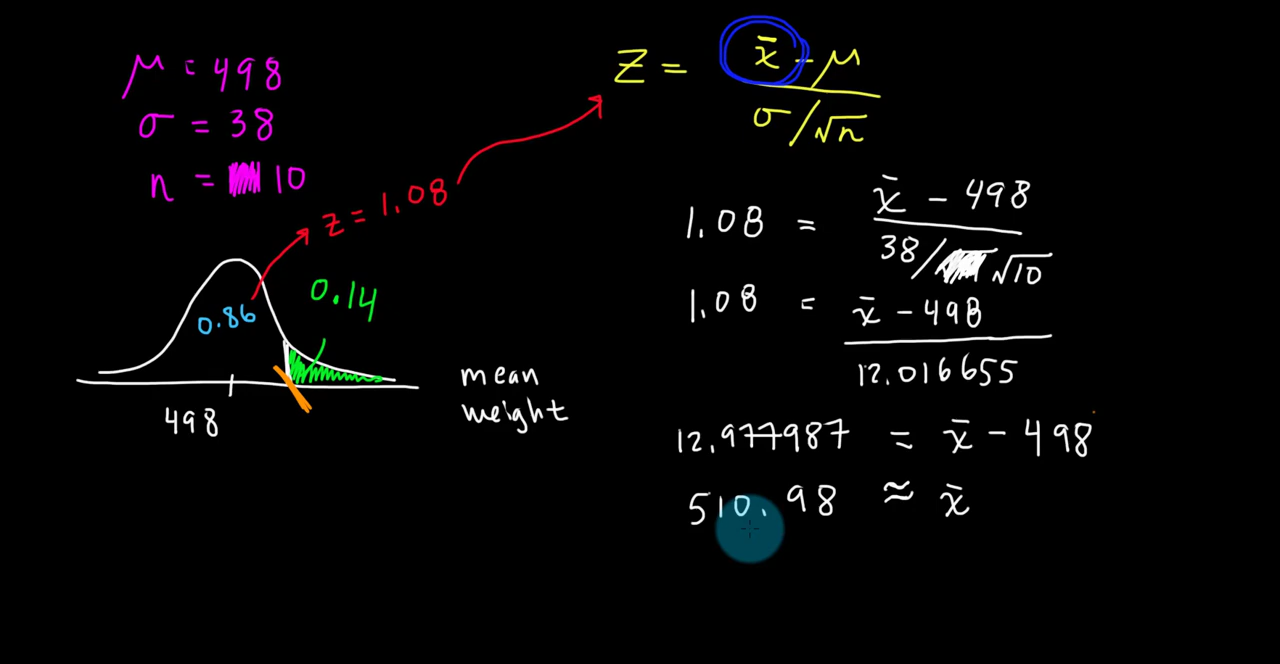 μ = 498
σ = 38
n = 10
z = 1.08
0.86
0.14
498
mean
weight
Z = x̄ - μ
σ/√n
1.08 = x̄ - 498
38/√10
1.08 = x̄ - 498
12.016655
12.977987 = x̄ - 498
510.98 ≈ x̄